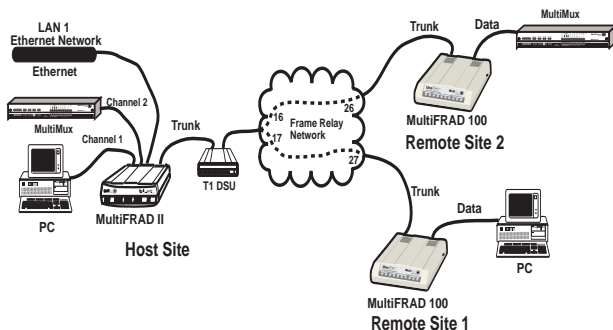 LAN 1
Ethernet Network
Ethernet
MultiMux
Channel 2
Channel 1
PC
MultiFRAD II
Trunk
T1 DSU
Host Site
16
17
Frame Relay
Network
26
27
Trunk
Data
MultiMux
MultiFRAD 100
Remote Site 2
Trunk
Data
PC
MultiFRAD 100
Remote Site 1